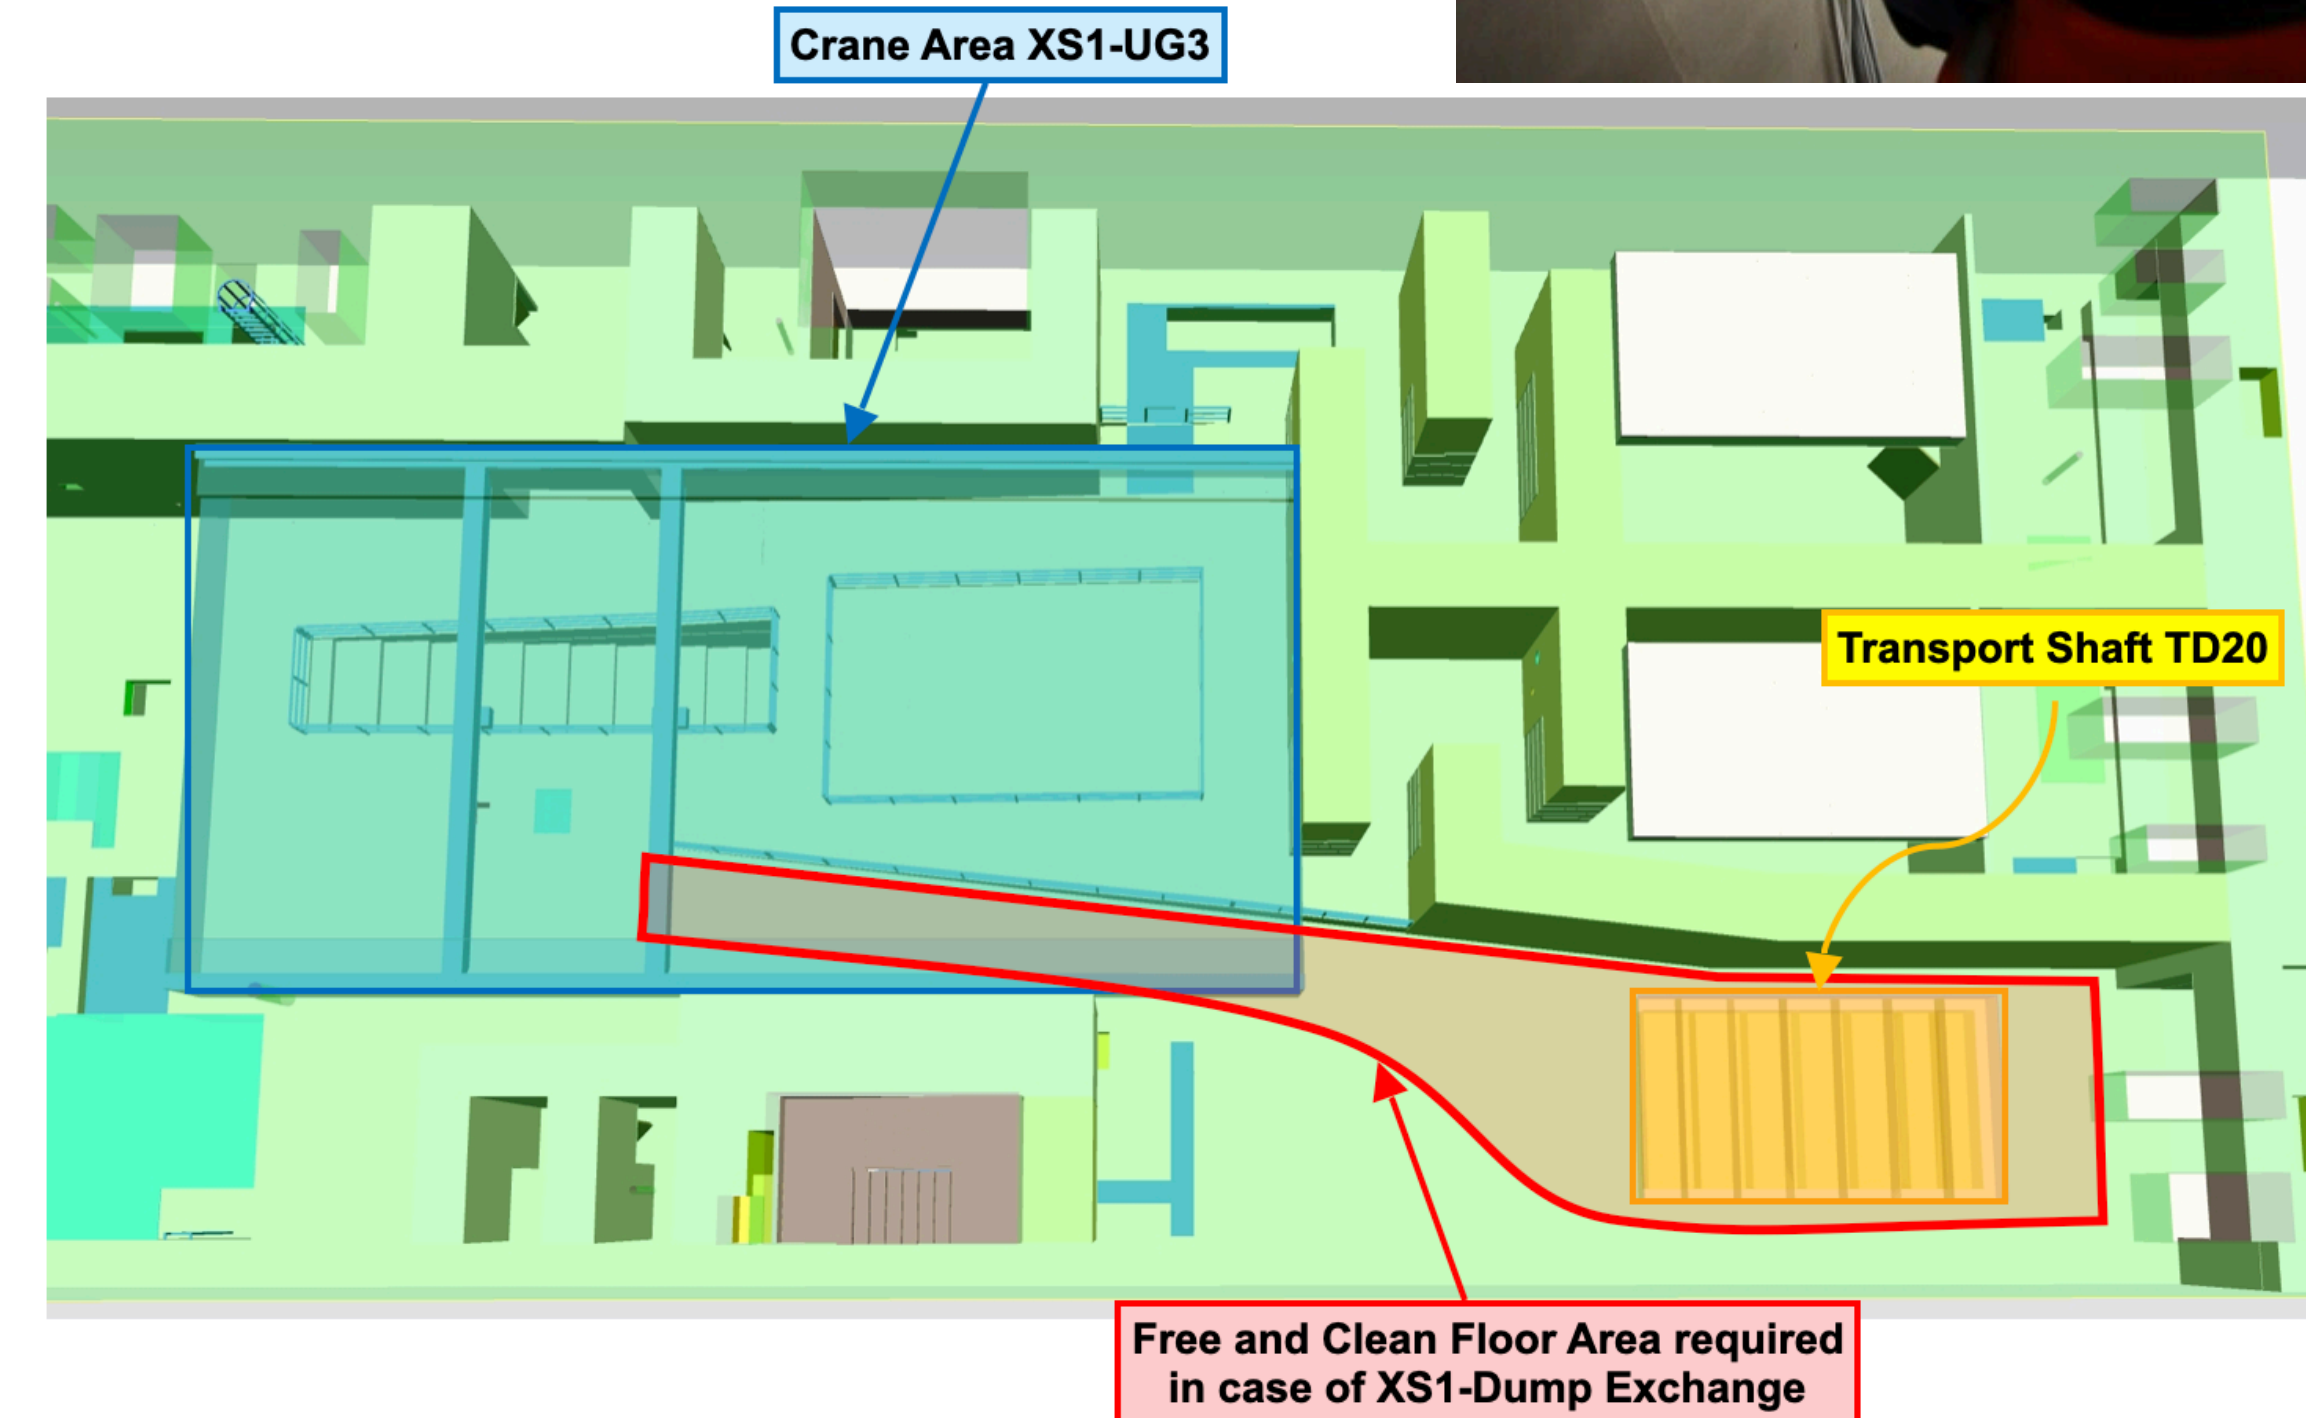 Crane Area XS1-UG3
Transport Shaft TD20
Free and Clean Floor Area required
in case of XS1-Dump Exchange